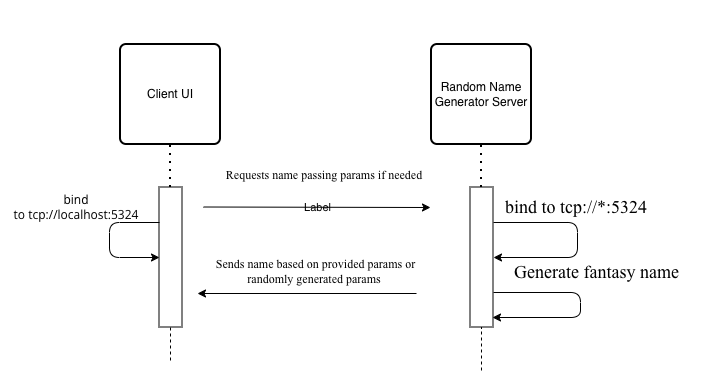 Client UI
Random Name
Generator Server
Requests name passing params if needed
bind
to tcp://localhost:5324
Label
bind to tcp://*:5324
Sends name based on provided params or
randomly generated params
Generate fantasy name